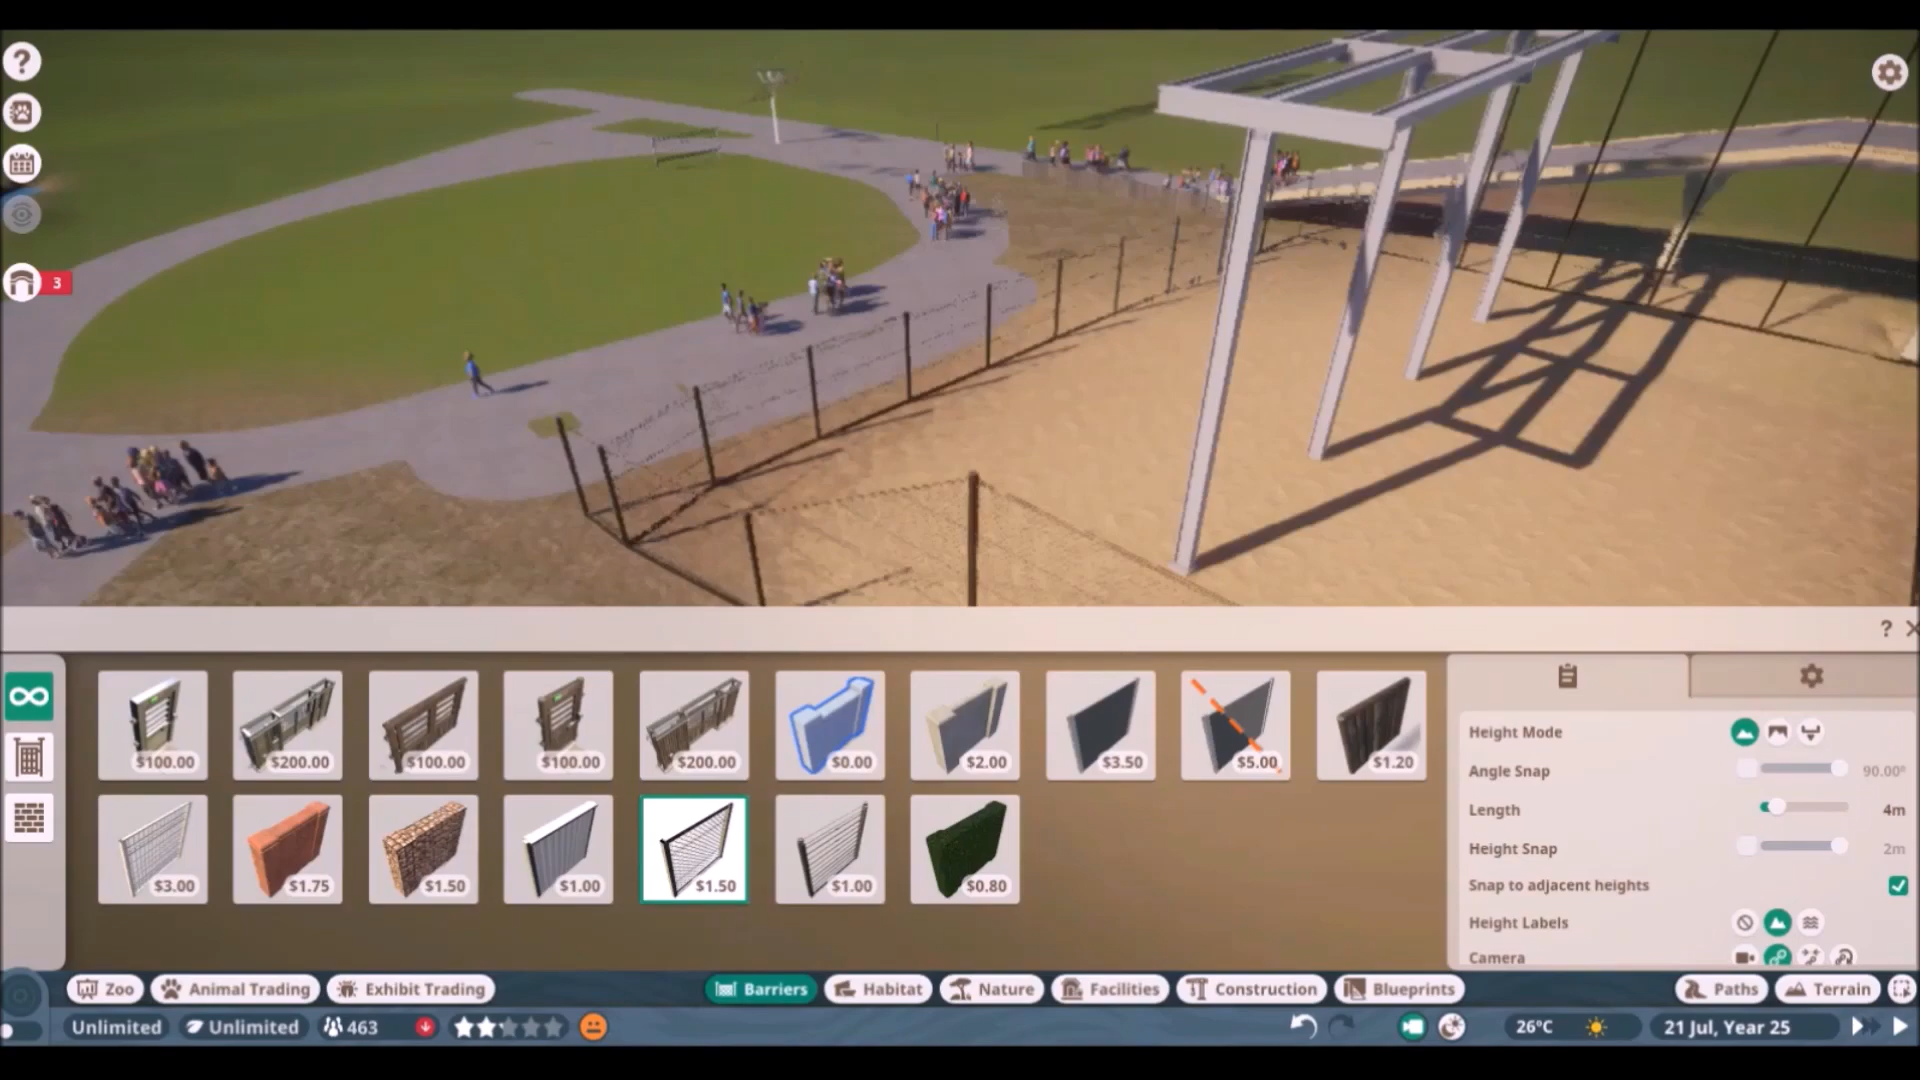 ?
3
?
$100.00
$200.00
$100.00
$100.00
$200.00
$0.00
$2.00
$3.50
$5.00
$1.20
$3.00
$1.75
$1.50
$1.00
$1.50
$1.00
$0.80
Height Mode
Angle Snap 90.00°
Length 4m
Height Snap 2m
Snap to adjacent heights
Height Labels
Camera
Zoo Animal Trading Exhibit Trading Barriers Habitat Nature Facilities Construction Blueprints Paths Terrain
Unlimited Unlimited 463 26°C 21 Jul, Year 25